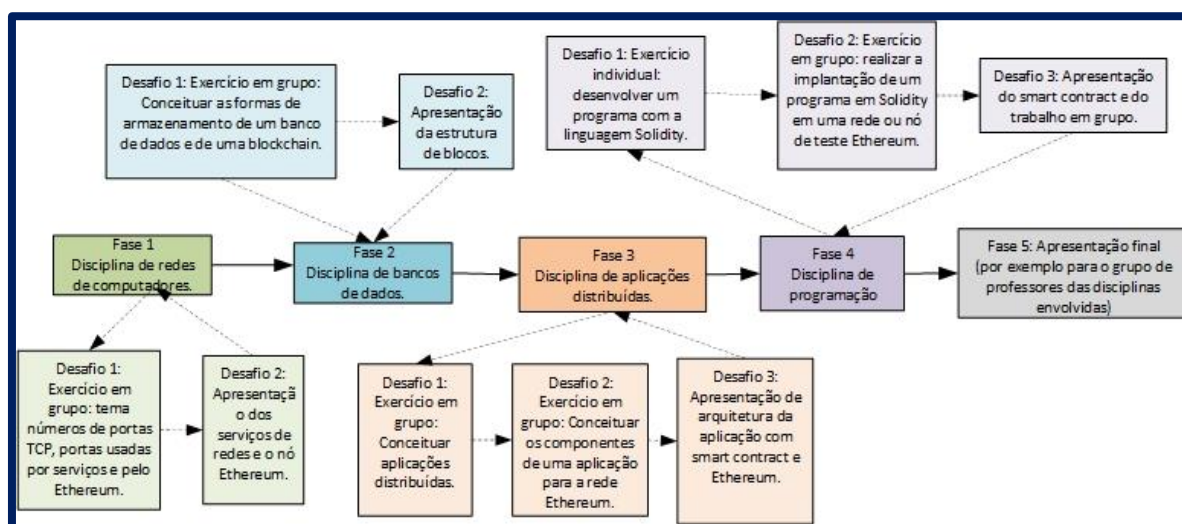 Desafio 1: Exercício em grupo:
Conceituar as formas de
armazenamento de um banco
de dados e de uma blockchain.
Desafio 2:
Apresentação
da estrutura
de blocos.
Desafio 1: Exercício
individual:
desenvolver um
programa com a
linguagem Solidity.
Desafio 2: Exercício
em grupo: realizar a
implantação de um
programa em Solidity
em uma rede ou nó
de teste Ethereum.
Desafio 3: Apresentação
do smart contract e do
trabalho em grupo.
Fase 1
Disciplina de redes
de computadores.
Fase 2
Disciplina de bancos
de dados.
Fase 3
Disciplina de aplicações
distribuídas.
Fase 4
Disciplina de
programação
Fase 5: Apresentação final
(por exemplo para o grupo de
professores das disciplinas
envolvidas)
Desafio 1:
Exercício em
grupo: tema
números de portas
TCP, portas usadas
por serviços e pelo
Ethereum.
Desafio 2:
Apresentaçã
o dos
serviços de
redes e o nó
Ethereum.
Desafio 1:
Exercício em
grupo:
Conceituar
aplicações
distribuídas.
Desafio 2:
Exercício em
grupo: Conceituar
os componentes
de uma aplicação
para a rede
Ethereum.
Desafio 3:
Apresentação de
arquitetura da
aplicação com
smart contract e
Ethereum.